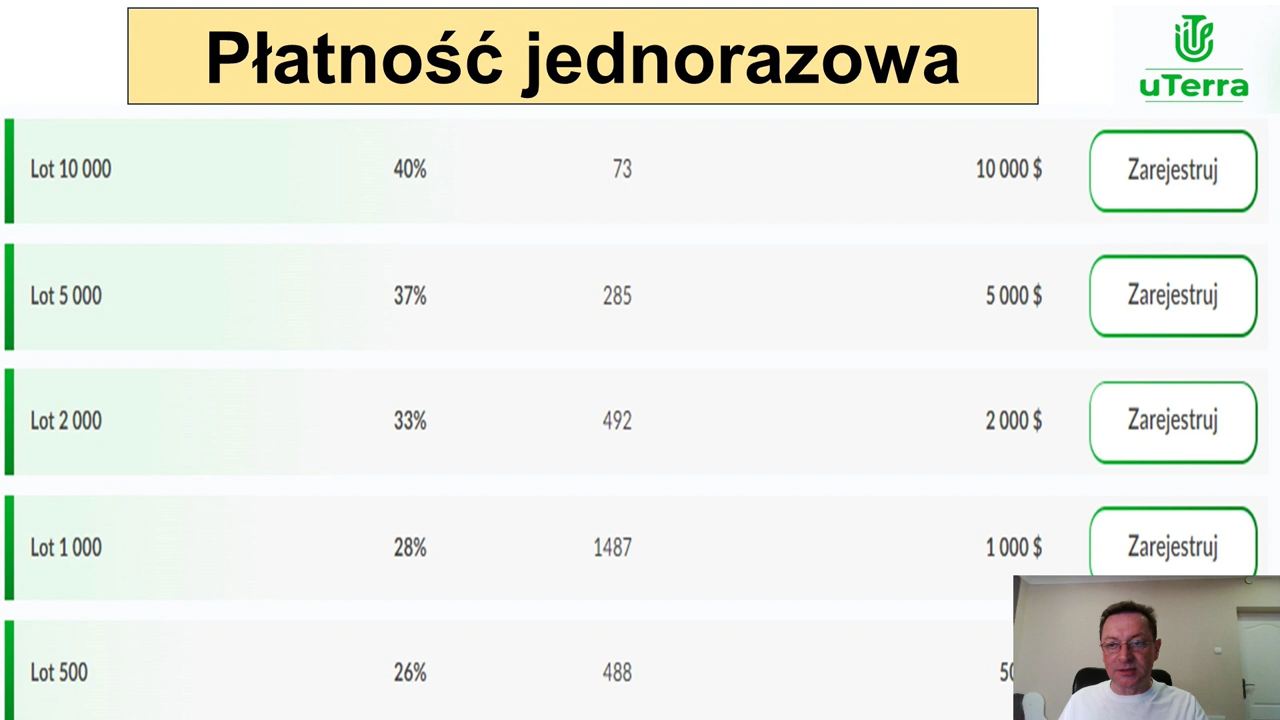 Płatność jednorazowa
uTerra
Lot 10 000 40% 73 10 000 $ Zarejestruj
Lot 5 000 37% 285 5 000 $ Zarejestruj
Lot 2 000 33% 492 2 000 $ Zarejestruj
Lot 1 000 28% 1487 1 000 $ Zarejestruj
Lot 500 26% 488